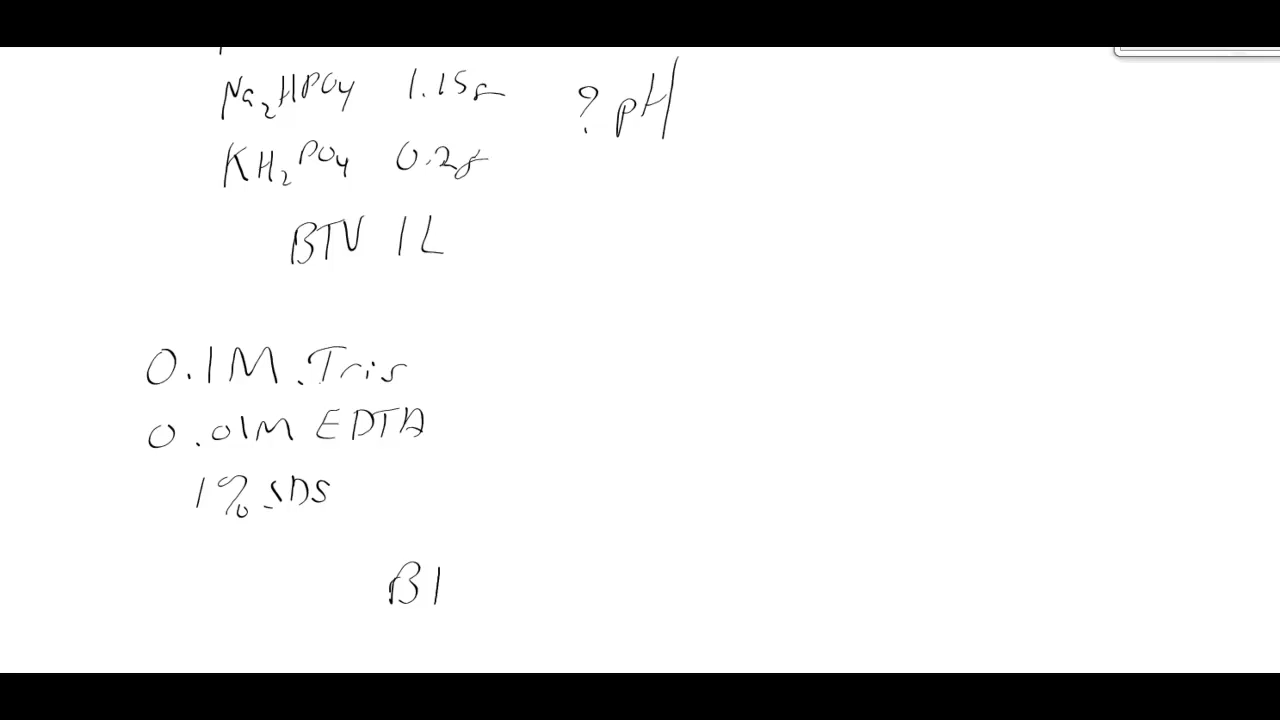 Na2HPO4 1.15g ? pH
KH2PO4 0.2g
BTV 1L
0.1M Tris
0.01M EDTA
1% SDS
B1